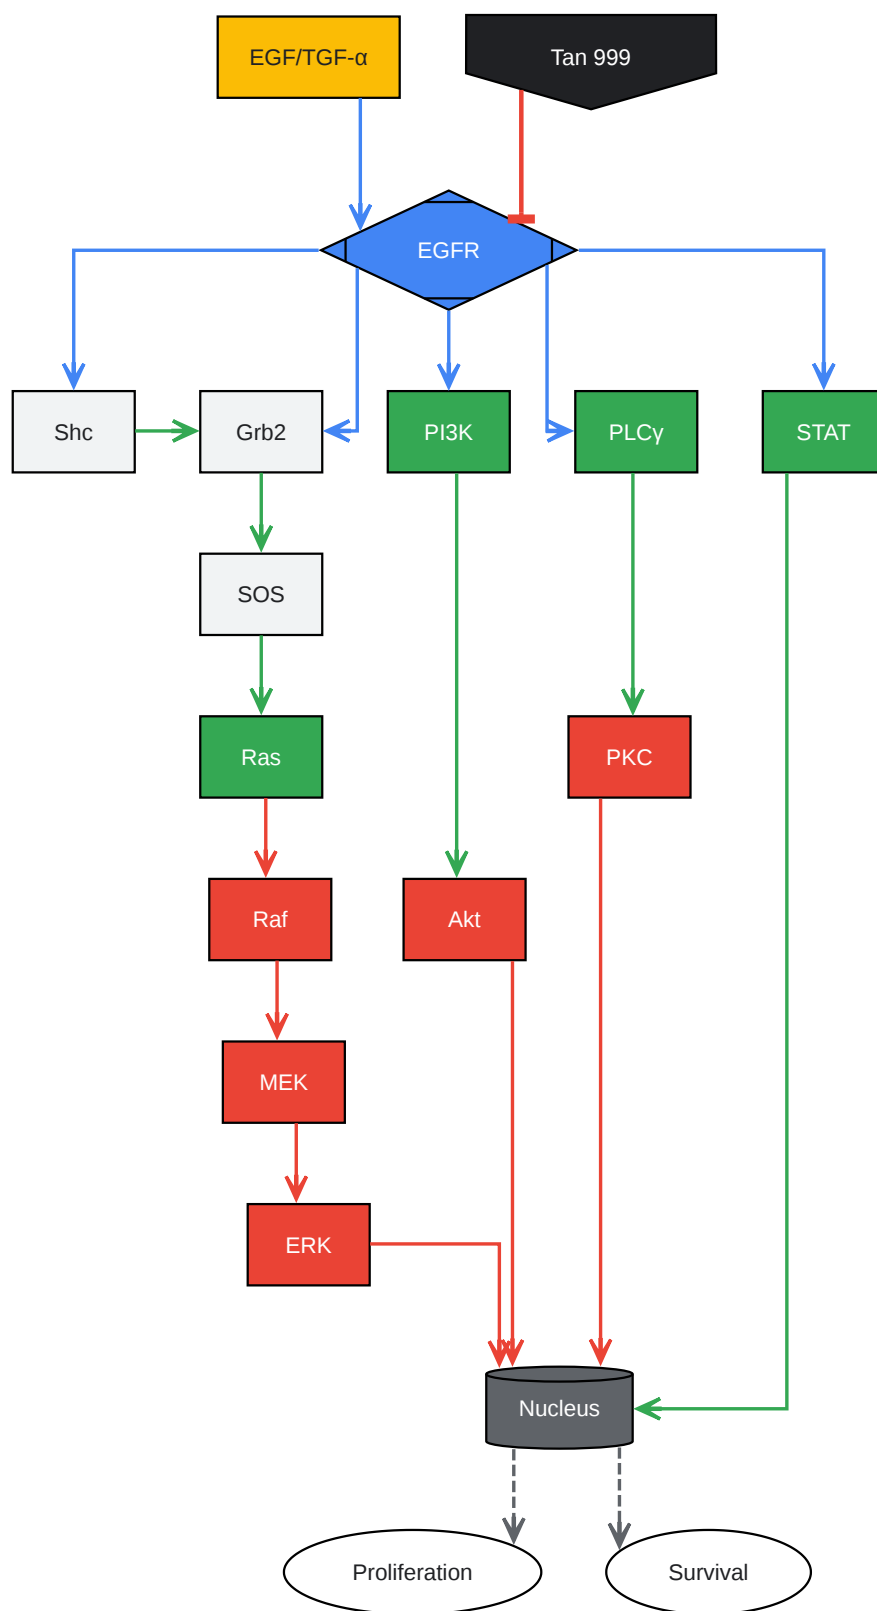 EGF/TGF-α
Tan 999
EGFR
Shc
Grb2
PI3K
PLCγ
STAT
SOS
Ras
PKC
Raf
Akt
MEK
ERK
Nucleus
Proliferation
Survival